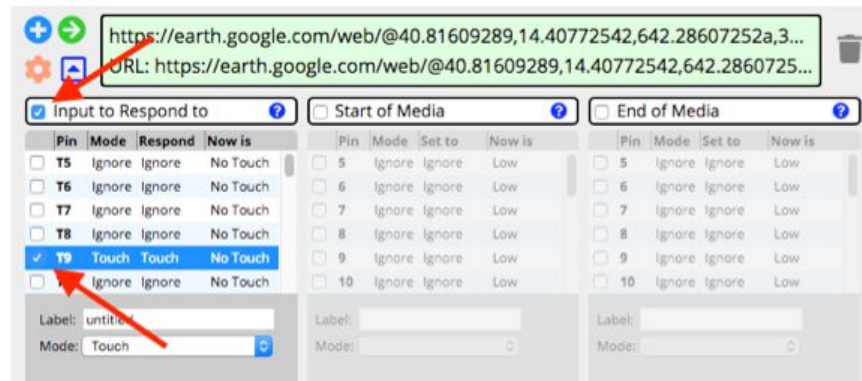 https://earth.google.com/web/@40.81609289,14.40772542,642.28607252a,3...
URL: https://earth.google.com/web/@40.81609289,14.40772542,642.2860725...
Input to Respond to ?
Pin Mode Respond Now is
T5 Ignore Ignore No Touch
T6 Ignore Ignore No Touch
T7 Ignore Ignore No Touch
T8 Ignore Ignore No Touch
T9 Touch Touch No Touch
Ignore Ignore No Touch
Label: untitled
Mode: Touch
Start of Media ?
Pin Mode Set to Now is
5 Ignore Ignore Low
6 Ignore Ignore Low
7 Ignore Ignore Low
8 Ignore Ignore Low
9 Ignore Ignore Low
10 Ignore Ignore Low
Label:
Mode:
End of Media ?
Pin Mode Set to Now is
5 Ignore Ignore Low
6 Ignore Ignore Low
7 Ignore Ignore Low
8 Ignore Ignore Low
9 Ignore Ignore Low
10 Ignore Ignore Low
Label:
Mode: